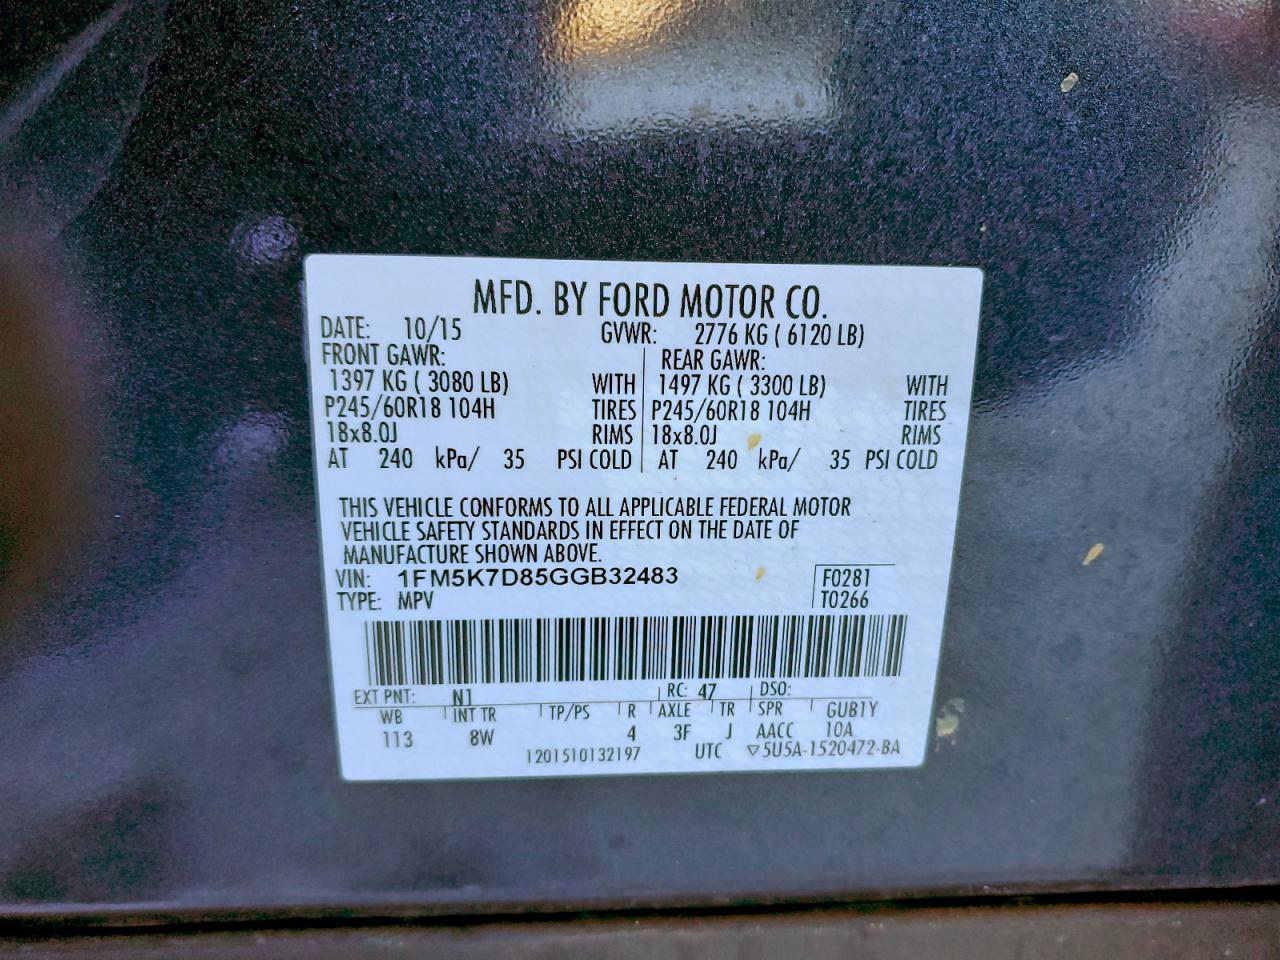 MFD. BY FORD MOTOR CO.
DATE: 10/15 GVWR: 2776 KG ( 6120 LB)
FRONT GAWR: REAR GAWR:
1397 KG ( 3080 LB) WITH 1497 KG ( 3300 LB) WITH
P245/60R18 104H TIRES P245/60R18 104H TIRES
18x8.0J RIMS 18x8.0J RIMS
AT 240 kPa/ 35 PSI COLD AT 240 kPa/ 35 PSI COLD
THIS VEHICLE CONFORMS TO ALL APPLICABLE FEDERAL MOTOR
VEHICLE SAFETY STANDARDS IN EFFECT ON THE DATE OF
MANUFACTURE SHOWN ABOVE.
VIN: 1FM5K7D85GGB32483 F0281
TYPE: MPV T0266
EXT PNT: N1 RC: 47 DSO:
WB INT TR TP/PS R AXLE TR SPR GUB1Y
113 8W 4 3F J AACC 10A
1201510132197 UTC ▽5U5A-1520472-BA